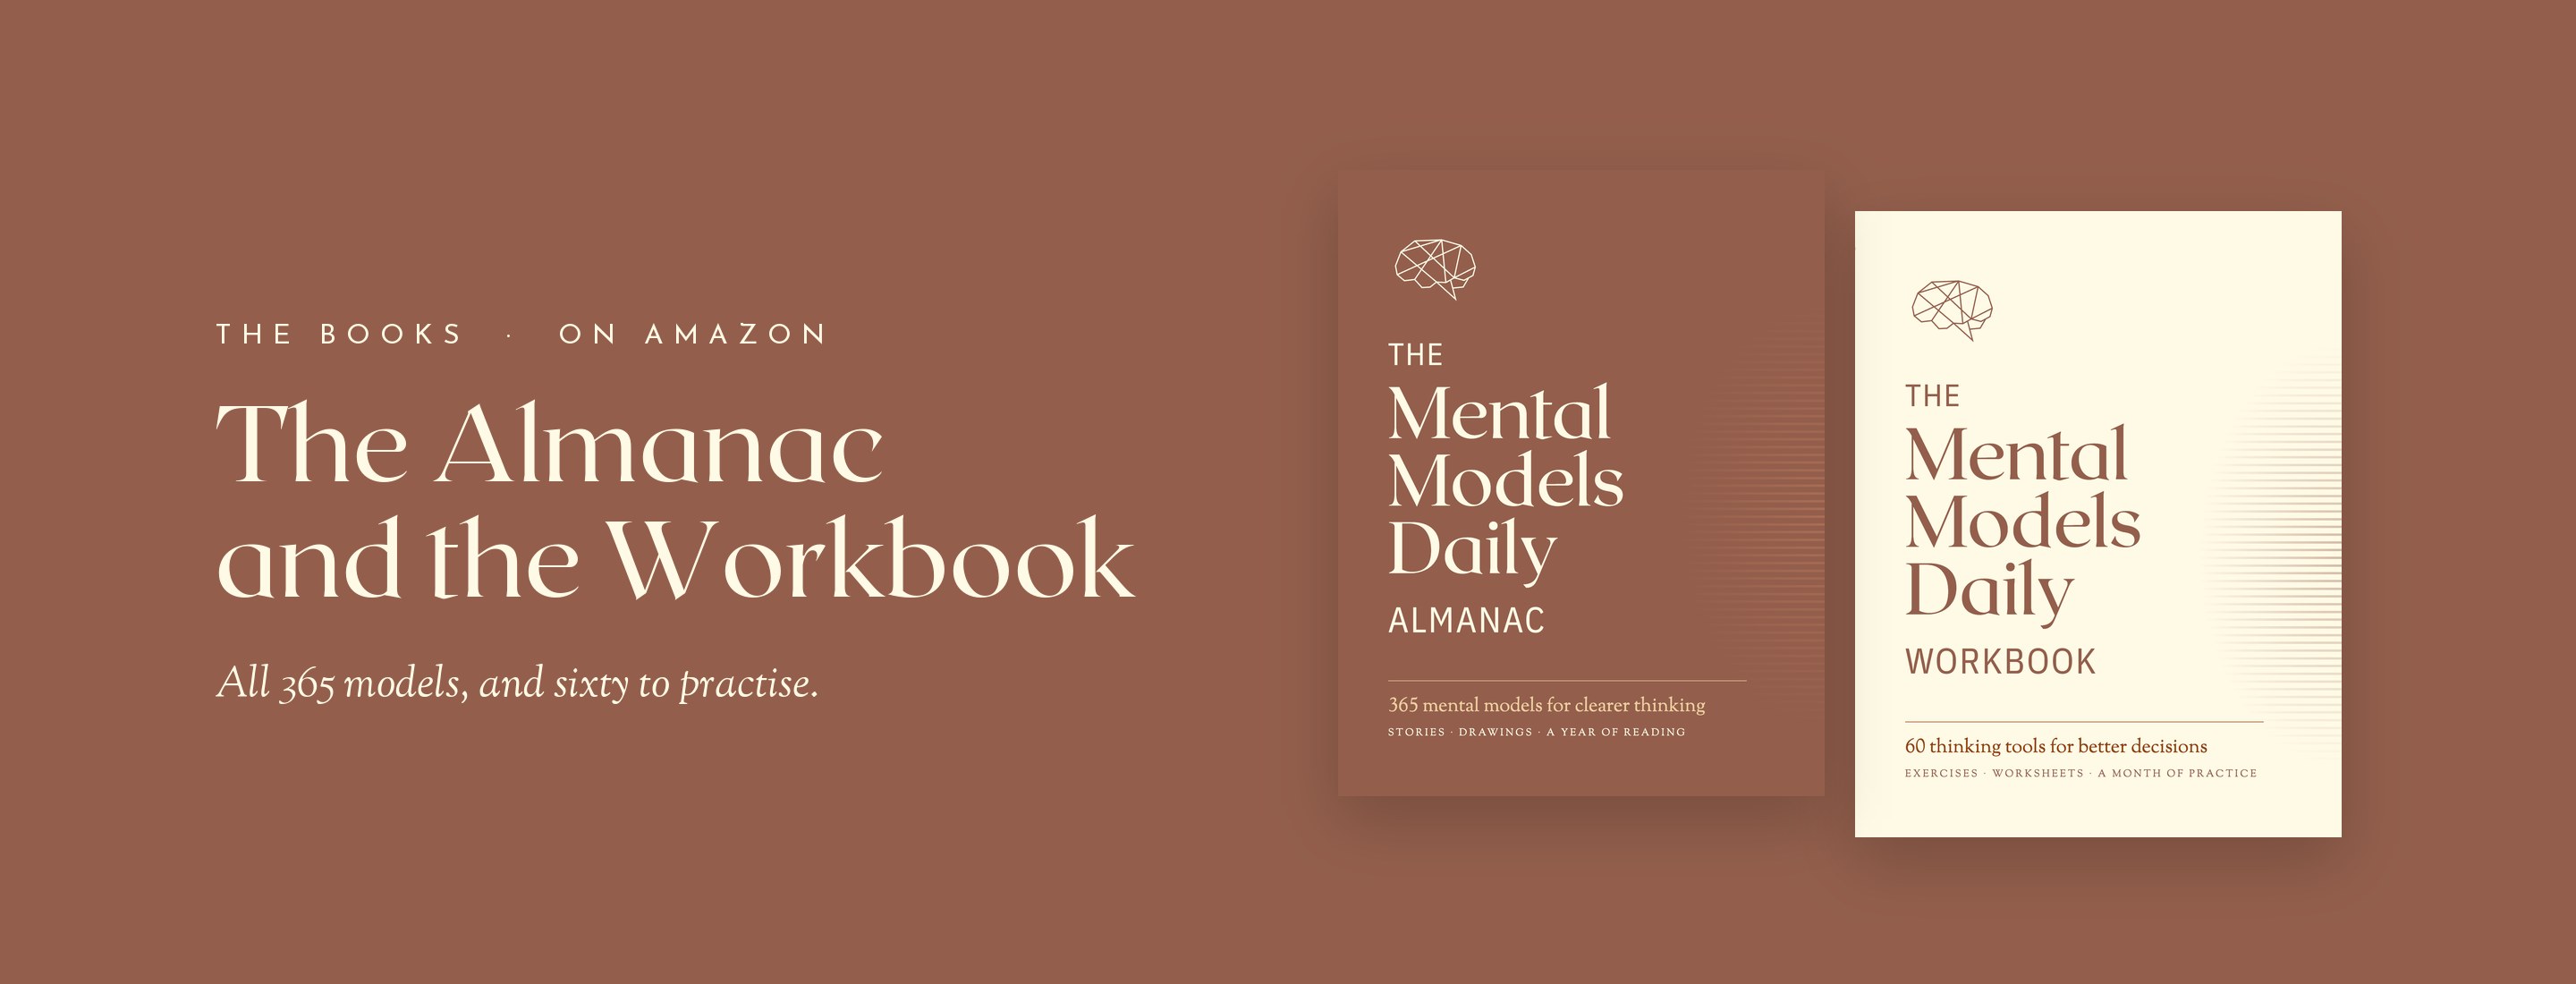 THE BOOKS · ON AMAZON
The Almanac
and the Workbook
All 365 models, and sixty to practise.
THE
Mental
Models
Daily
ALMANAC
365 mental models for clearer thinking
STORIES · DRAWINGS · A YEAR OF READING
THE
Mental
Models
Daily
WORKBOOK
60 thinking tools for better decisions
EXERCISES · WORKSHEETS · A MONTH OF PRACTICE